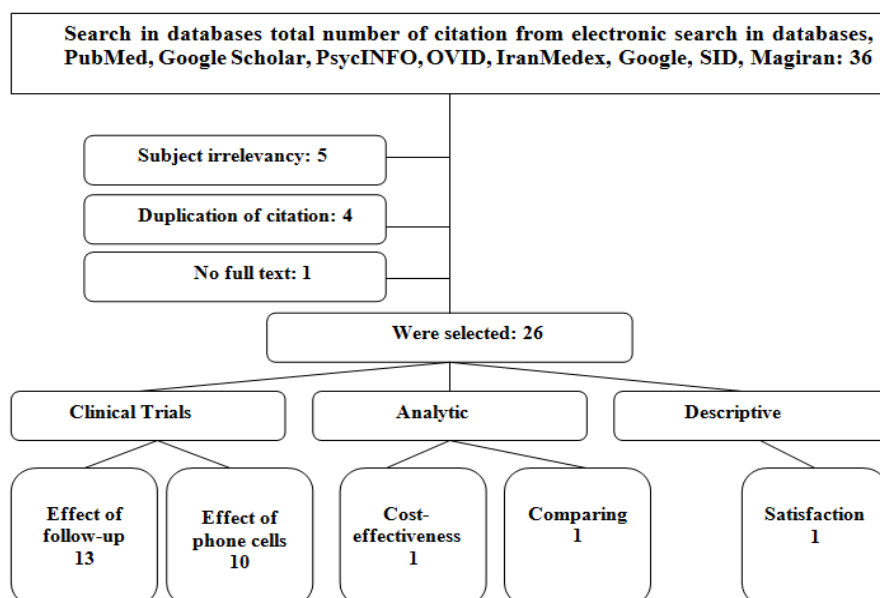 Search in databases total number of citation from electronic search in databases,
PubMed, Google Scholar, PsycINFO, OVID, IranMedex, Google, SID, Magiran: 36
Subject irrelevancy: 5
Duplication of citation: 4
No full text: 1
Were selected: 26
Clinical Trials
Analytic
Descriptive
Effect of
follow-up
13
Effect of
phone cells
10
Cost-
effectiveness
1
Comparing
1
Satisfaction
1